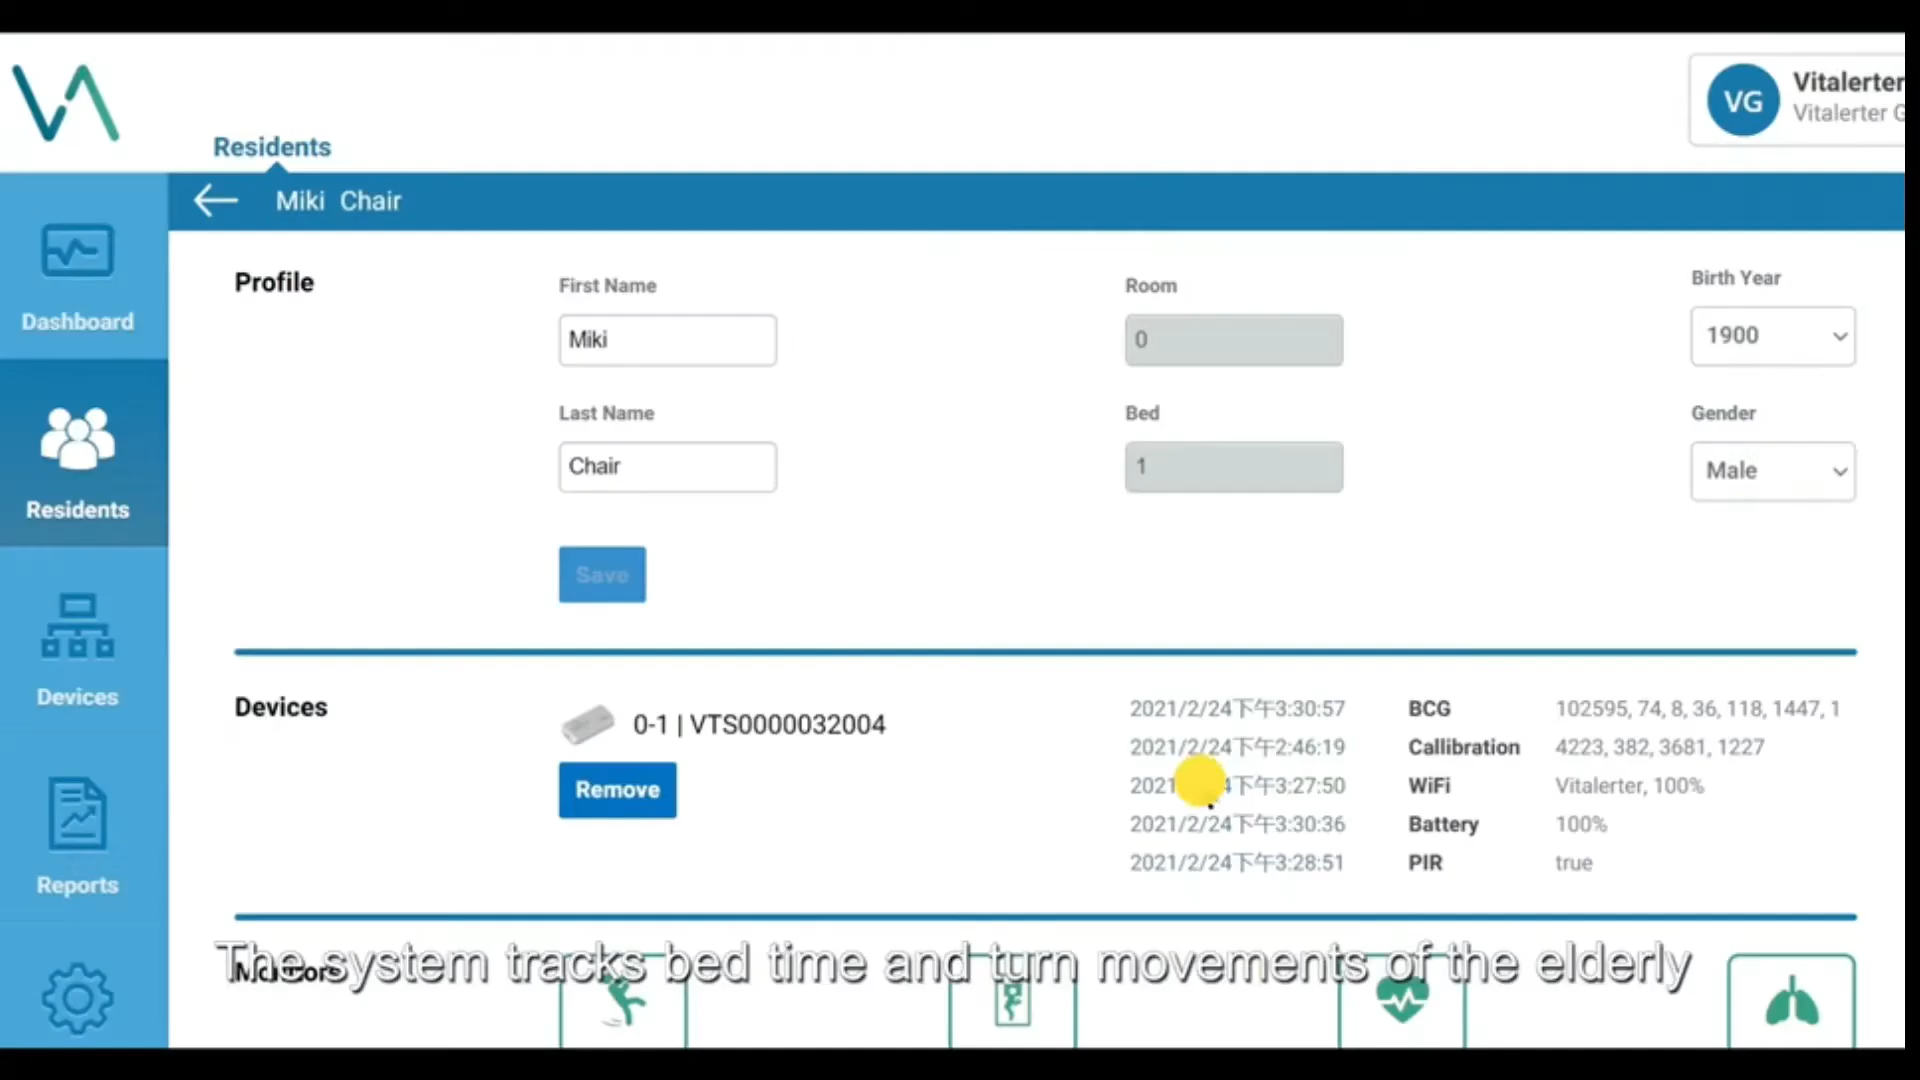 VG
Vitalerter
Vitalerter G
Residents
Miki Chair
Dashboard
Residents
Devices
Reports
Profile
First Name
Miki
Last Name
Chair
Save
Room
0
Bed
1
Birth Year
1900
Gender
Male
Devices
0-1 | VTS0000032004
Remove
2021/2/24下午3:30:57 BCG 102595, 74, 8, 36, 118, 1447, 1
2021/2/24下午2:46:19 Callibration 4223, 382, 3681, 1227
2021 4下午3:27:50 WiFi Vitalerter, 100%
2021/2/24下午3:30:36 Battery 100%
2021/2/24下午3:28:51 PIR true
Monitors
The system tracks bed time and turn movements of the elderly